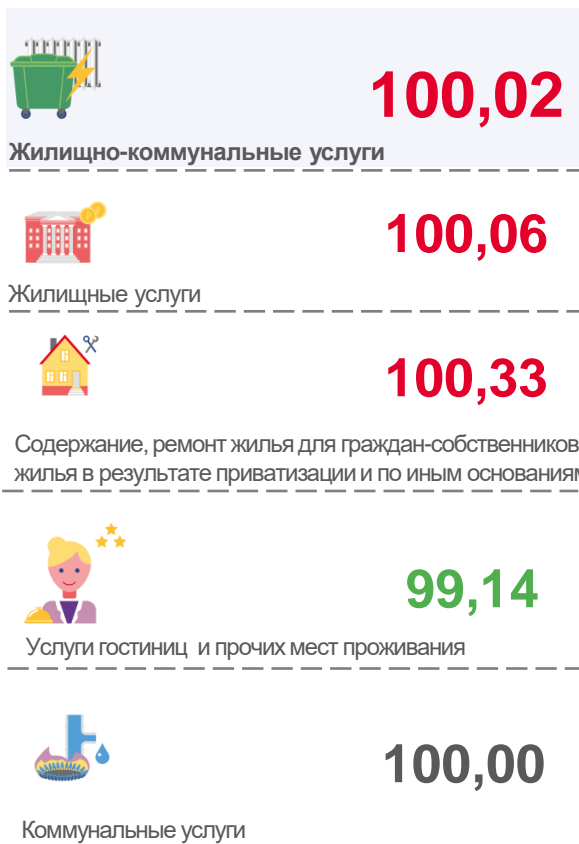 100,02
Жилищно-коммунальные услуги
100,06
Жилищные услуги
100,33
Содержание, ремонт жилья для граждан-собственников
жилья в результате приватизации и по иным основаниям
99,14
Услуги гостиниц и прочих мест проживания
100,00
Коммунальные услуги